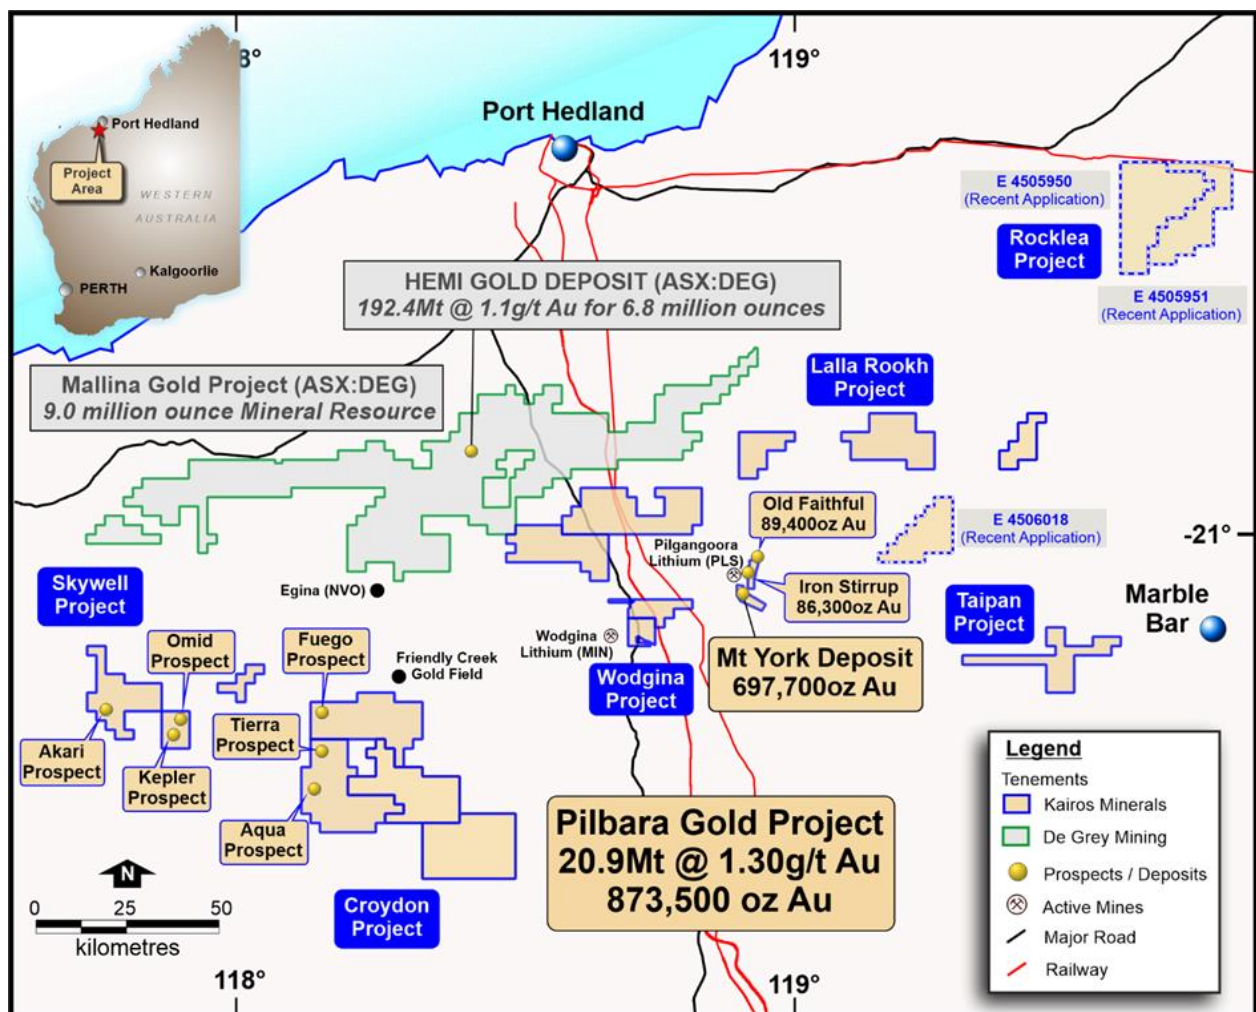 8°
119°
Port Hedland
Port Hedland
Project
Area
WESTERN
AUSTRALIA
Kalgoorlie
PERTH
E 4505950
(Recent Application)
Rocklea
Project
E 4505951
(Recent Application)
HEMI GOLD DEPOSIT (ASX:DEG)
192.4Mt @ 1.1g/t Au for 6.8 million ounces
Mallina Gold Project (ASX:DEG)
9.0 million ounce Mineral Resource
Lalla Rookh
Project
Old Faithful
89,400oz Au
E 4506018
(Recent Application)
-21°
Pilgangoora
Lithium (PLS)
Iron Stirrup
86,300oz Au
Skywell
Project
Egina (NVO)
Taipan
Project
Marble
Bar
Omid
Prospect
Fuego
Prospect
Friendly Creek
Gold Field
Wodgina
Lithium (MIN)
Wodgina
Project
Mt York Deposit
697,700oz Au
Akari
Prospect
Kepler
Prospect
Tierra
Prospect
Aqua
Prospect
Pilbara Gold Project
20.9Mt @ 1.30g/t Au
873,500 oz Au
Croydon
Project
N
0 25 50
kilometres
118°
119°
Legend
Tenements
Kairos Minerals
De Grey Mining
Prospects / Deposits
Active Mines
Major Road
Railway